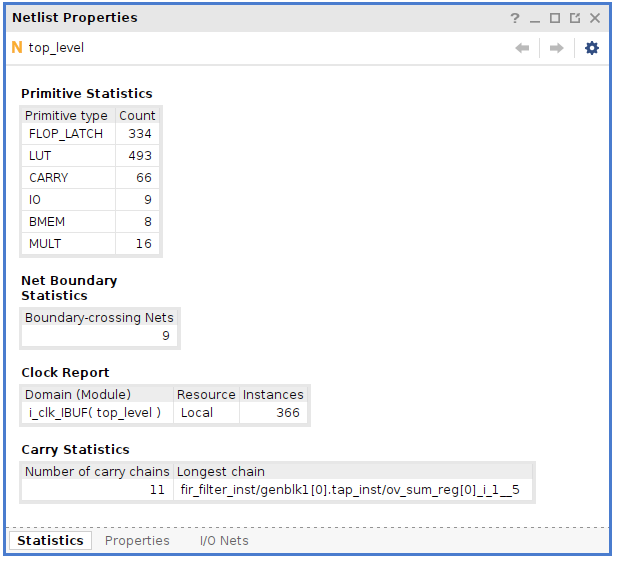 Netlist Properties ?
N top_level
Primitive Statistics
Primitive type Count
FLOP_LATCH 334
LUT 493
CARRY 66
IO 9
BMEM 8
MULT 16
Net Boundary
Statistics
Boundary-crossing Nets
9
Clock Report
Domain (Module) Resource Instances
i_clk_IBUF( top_level ) Local 366
Carry Statistics
Number of carry chains Longest chain
11 fir_filter_inst/genblk1[0].tap_inst/ov_sum_reg[0]_i_1__5
Statistics Properties I/O Nets